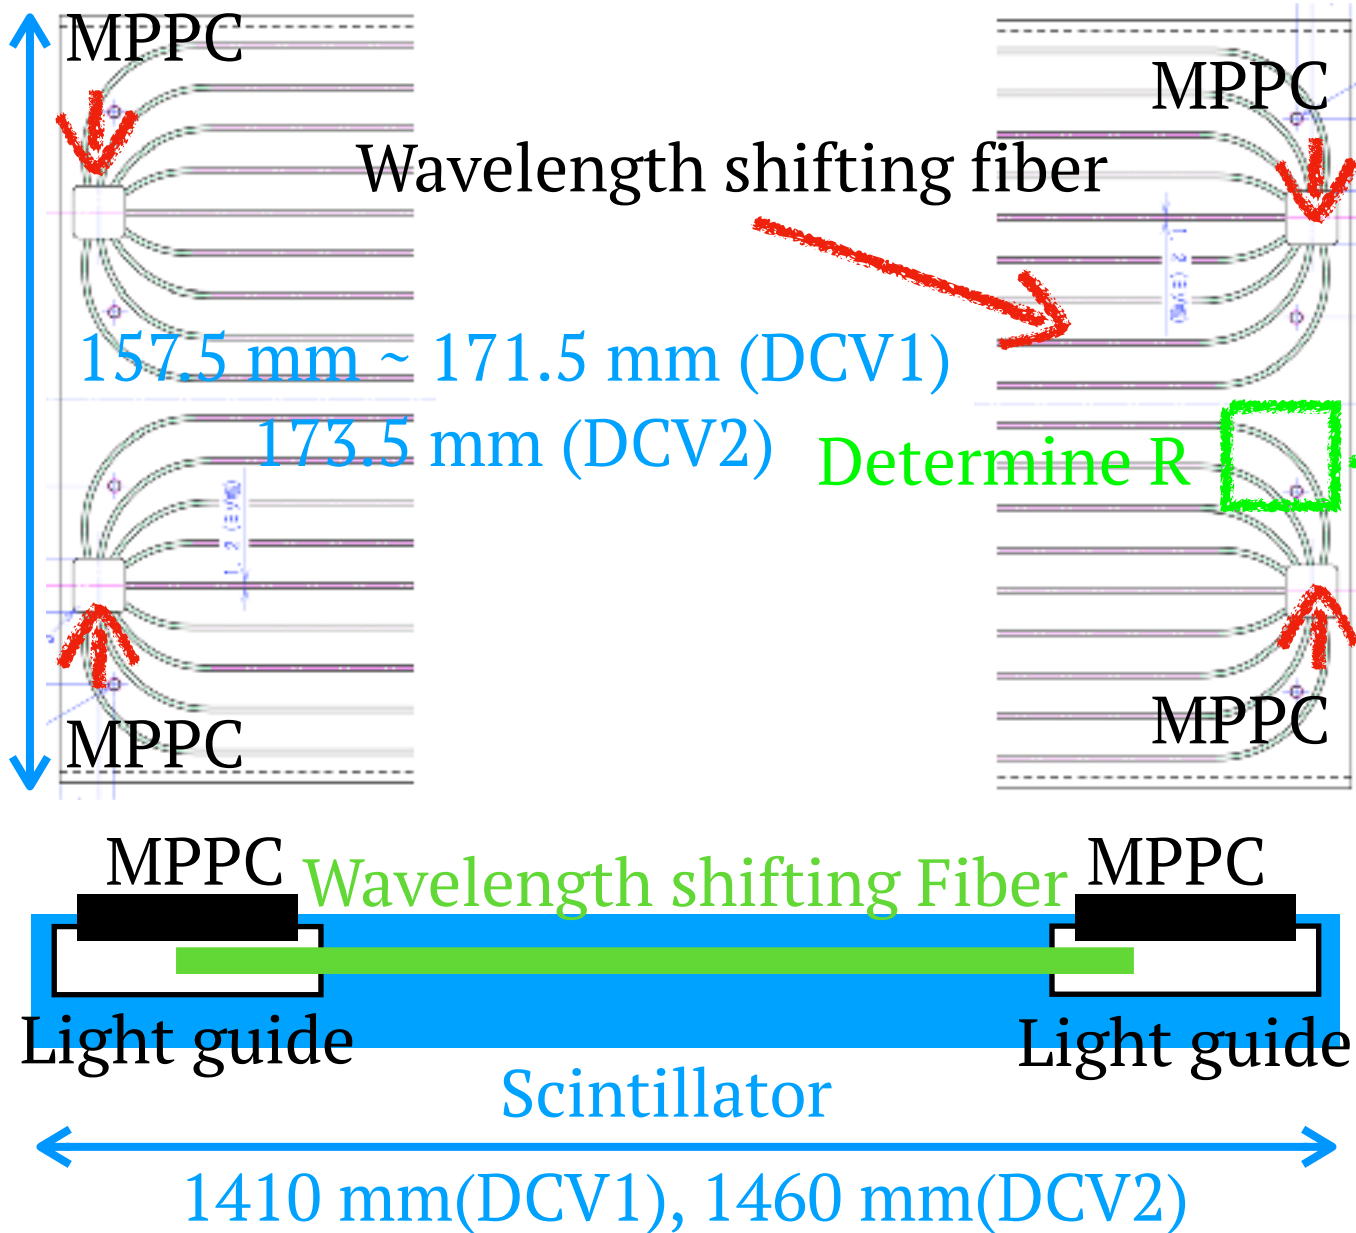 MPPC
MPPC
Wavelength shifting fiber
157.5 mm ~ 171.5 mm (DCV1)
173.5 mm (DCV2)
Determine R
MPPC
MPPC
MPPC
MPPC
Wavelength shifting Fiber
Light guide
Light guide
Scintillator
1410 mm(DCV1), 1460 mm(DCV2)